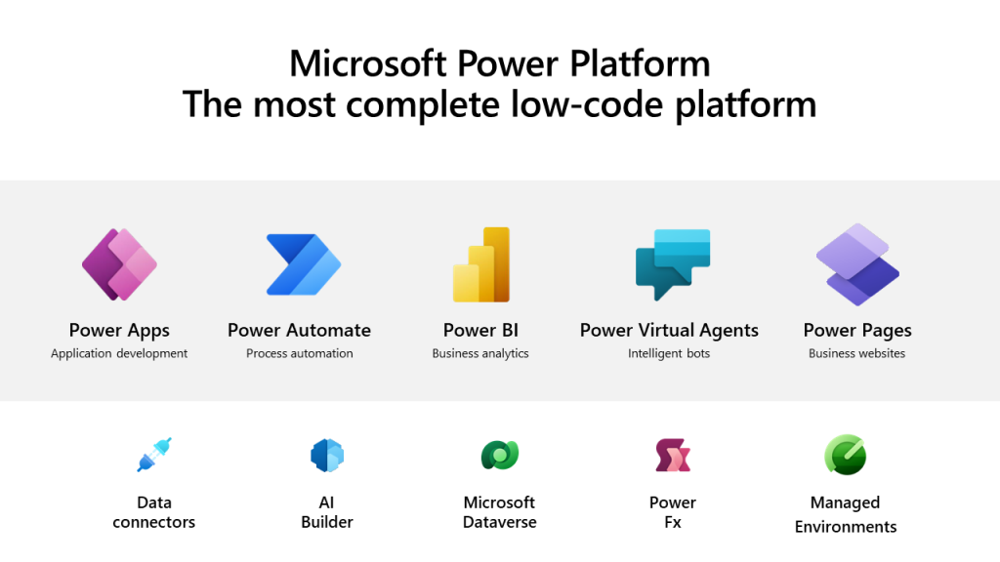 Microsoft Power Platform
The most complete low-code platform
Power Apps
Application development
Power Automate
Process automation
Power BI
Business analytics
Power Virtual Agents
Intelligent bots
Power Pages
Business websites
Data
connectors
AI
Builder
Microsoft
Dataverse
Power
Fx
Managed
Environments